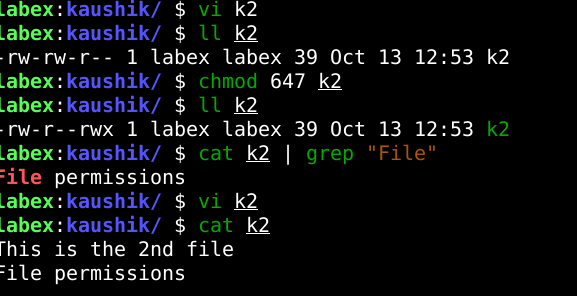 labex:kaushik/ $ vi k2
labex:kaushik/ $ ll k2
-rw-rw-r-- 1 labex labex 39 Oct 13 12:53 k2
labex:kaushik/ $ chmod 647 k2
labex:kaushik/ $ ll k2
-rw-r--rwx 1 labex labex 39 Oct 13 12:53 k2
labex:kaushik/ $ cat k2 | grep "File"
File permissions
labex:kaushik/ $ vi k2
labex:kaushik/ $ cat k2
This is the 2nd file
File permissions